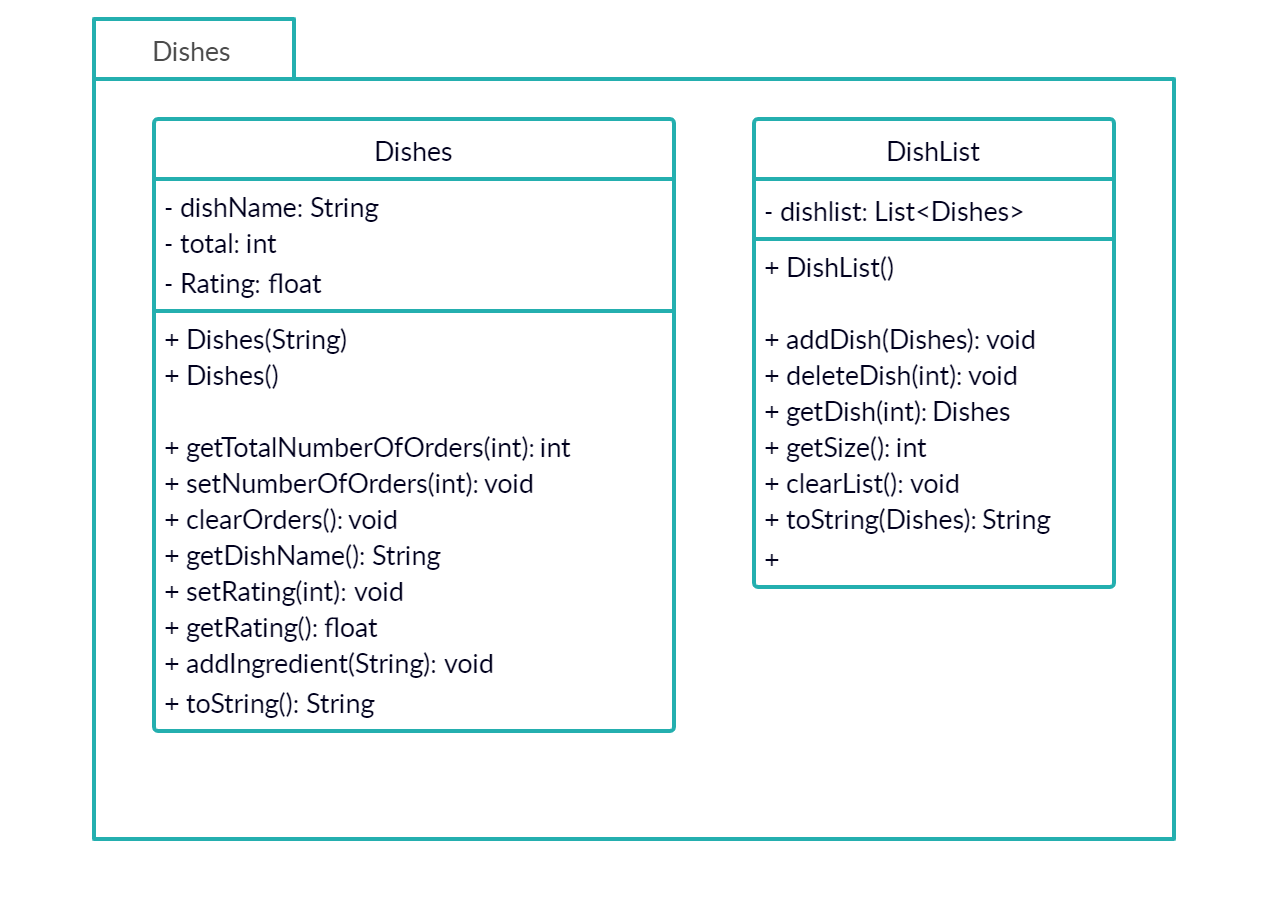 Dishes
Dishes
- dishName: String
- total: int
- Rating: float
+ Dishes(String)
+ Dishes()
+ getTotalNumberOfOrders(int): int
+ setNumberOfOrders(int): void
+ clearOrders(): void
+ getDishName(): String
+ setRating(int): void
+ getRating(): float
+ addIngredient(String): void
+ toString(): String
DishList
- dishlist: List<Dishes>
+ DishList()
+ addDish(Dishes): void
+ deleteDish(int): void
+ getDish(int): Dishes
+ getSize(): int
+ clearList(): void
+ toString(Dishes): String
+